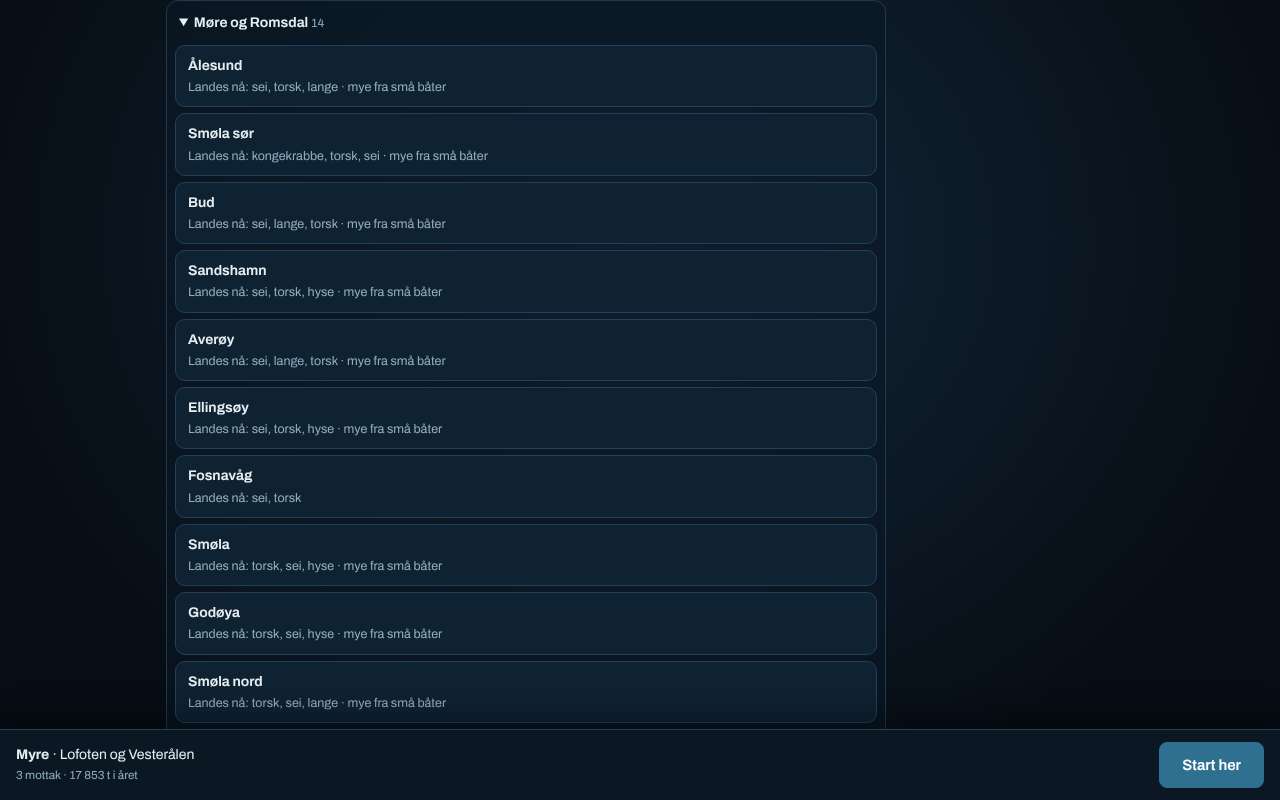 ▼ Møre og Romsdal 14
Ålesund
Landes nå: sei, torsk, lange · mye fra små båter
Smøla sør
Landes nå: kongekrabbe, torsk, sei · mye fra små båter
Bud
Landes nå: sei, lange, torsk · mye fra små båter
Sandshamn
Landes nå: sei, torsk, hyse · mye fra små båter
Averøy
Landes nå: sei, lange, torsk · mye fra små båter
Ellingsøy
Landes nå: sei, torsk, hyse · mye fra små båter
Fosnavåg
Landes nå: sei, torsk
Smøla
Landes nå: torsk, sei, hyse · mye fra små båter
Godøya
Landes nå: torsk, sei, hyse · mye fra små båter
Smøla nord
Landes nå: torsk, sei, lange · mye fra små båter
Myre · Lofoten og Vesterålen
3 mottak · 17 853 t i året
Start her